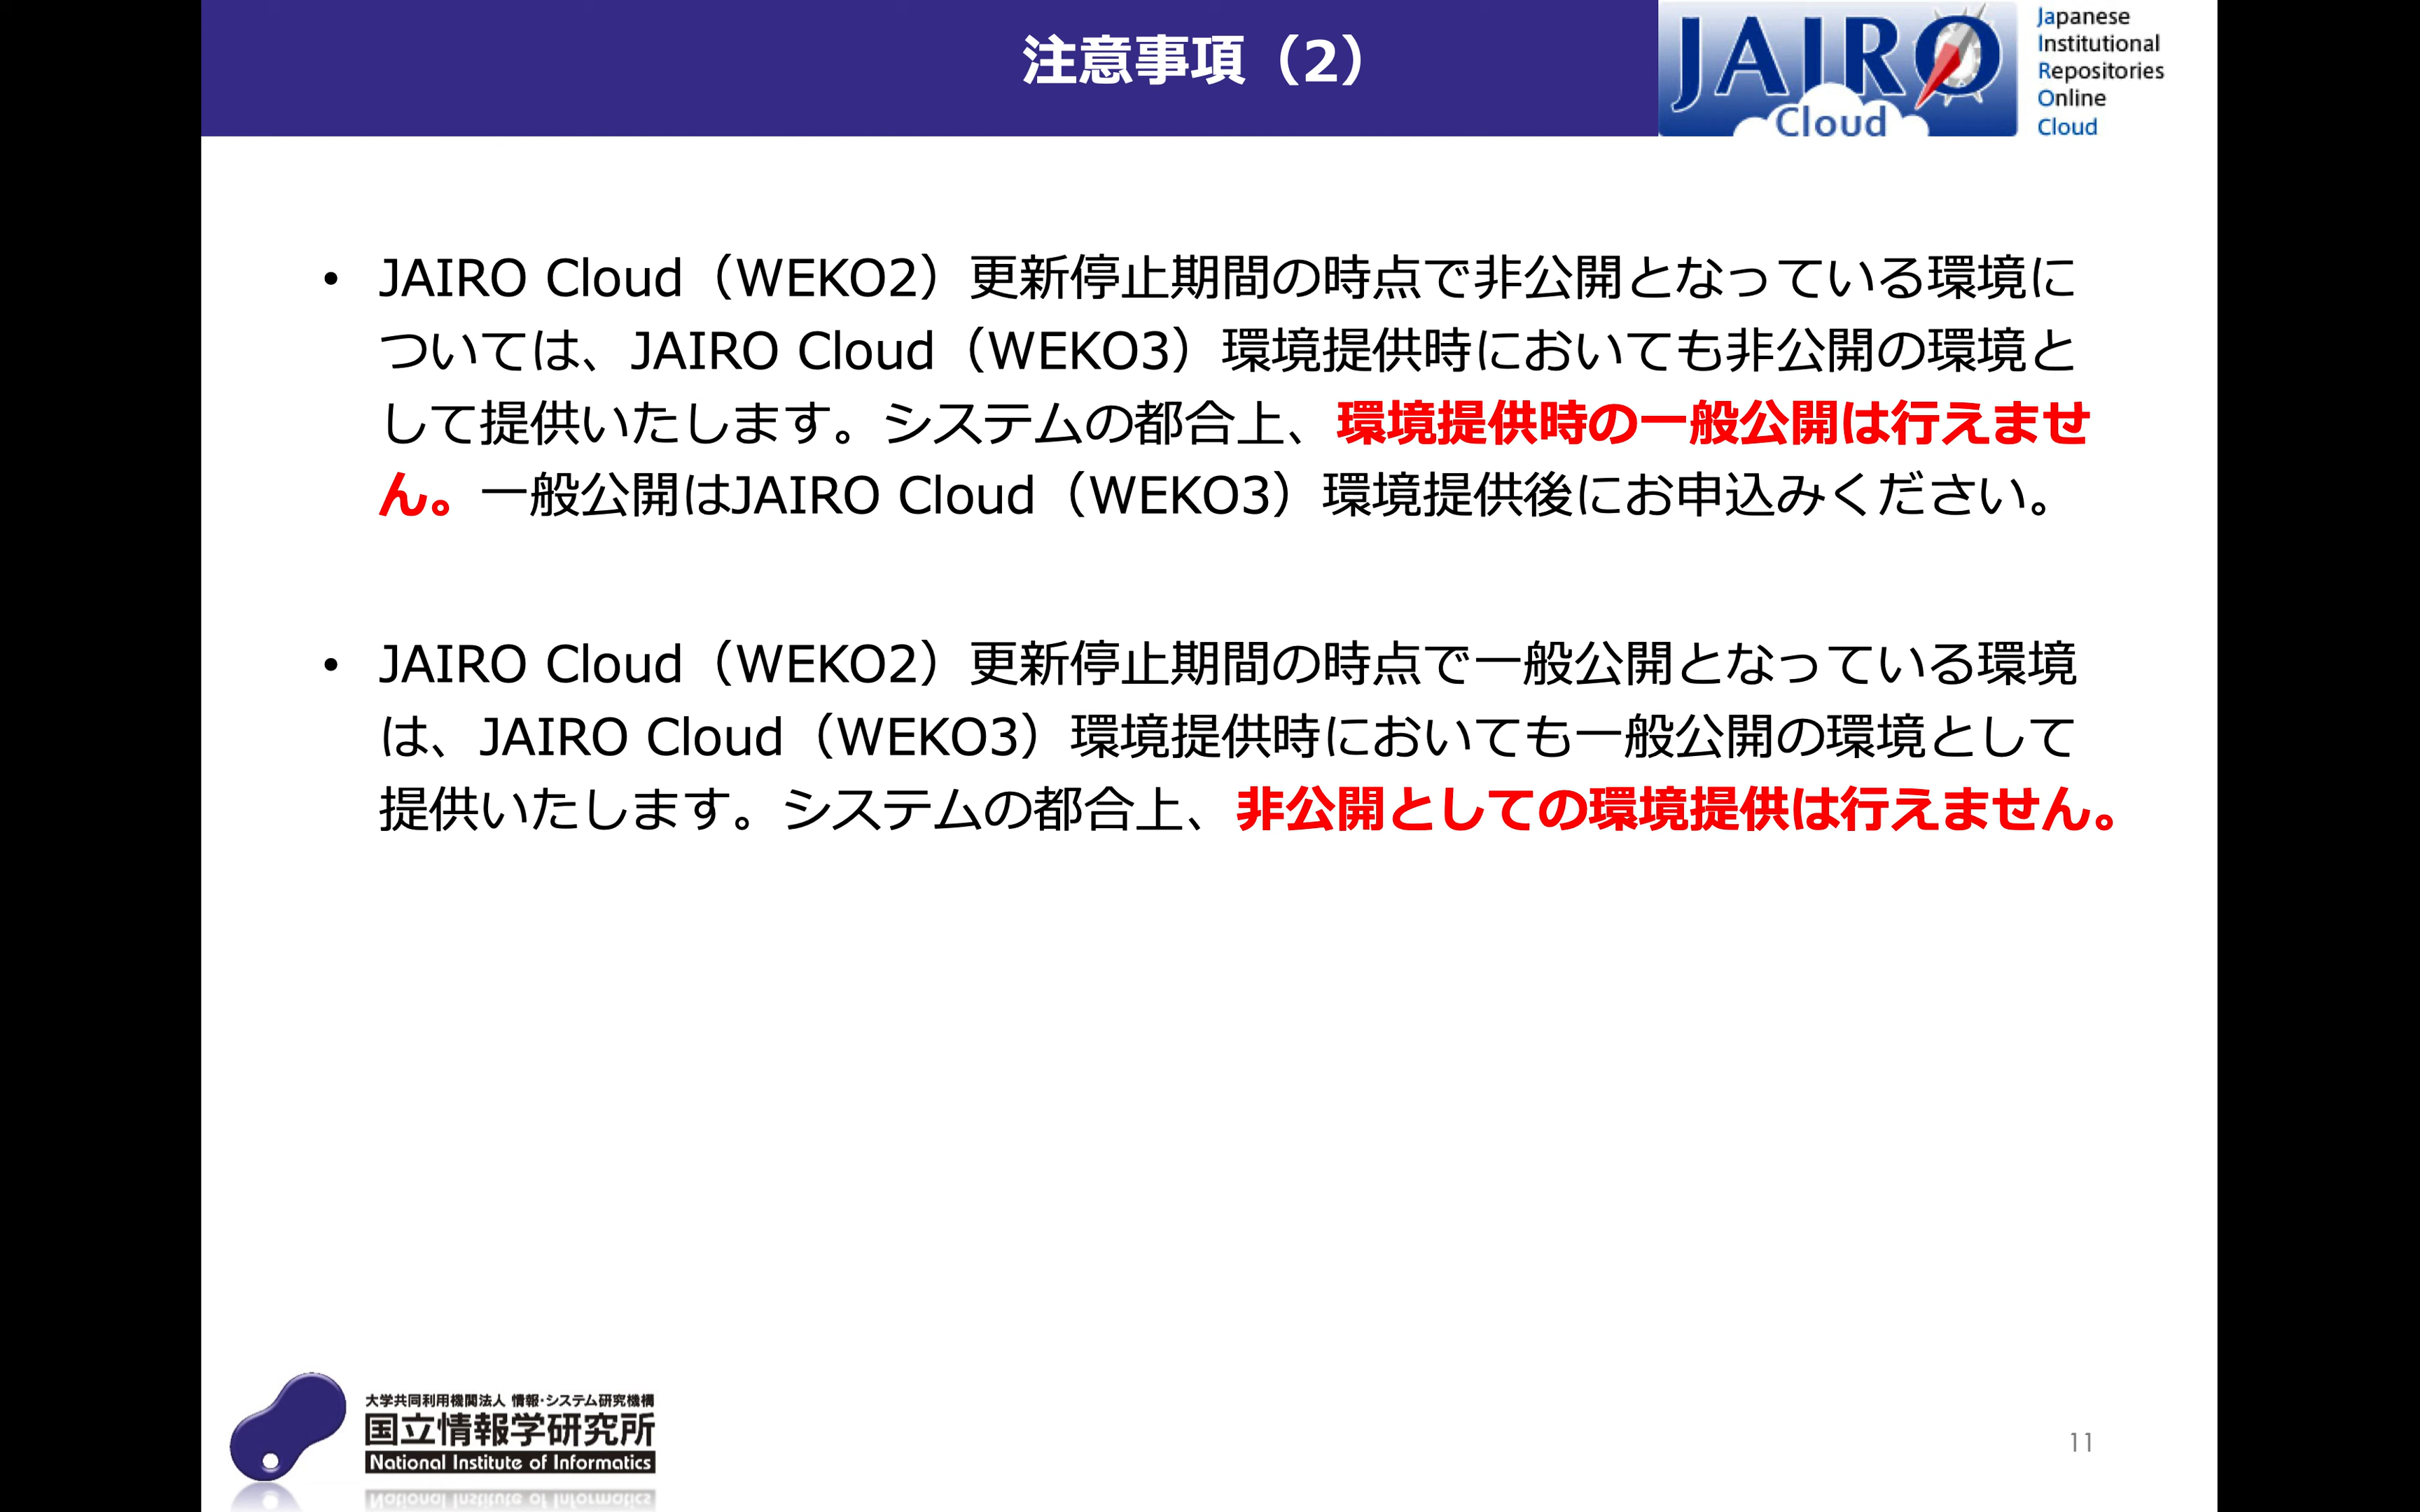 注意事項（2）
JAIRO
Cloud
Japanese
Institutional
Repositories
Online
Cloud
• JAIRO Cloud（WEKO2）更新停止期間の時点で非公開となっている環境に
ついては、JAIRO Cloud（WEKO3）環境提供時においても非公開の環境と
して提供いたします。システムの都合上、環境提供時の一般公開は行えませ
ん。一般公開はJAIRO Cloud（WEKO3）環境提供後にお申込みください。
• JAIRO Cloud（WEKO2）更新停止期間の時点で一般公開となっている環境
は、JAIRO Cloud（WEKO3）環境提供時においても一般公開の環境として
提供いたします。システムの都合上、非公開としての環境提供は行えません。
大学共同利用機関法人 情報・システム研究機構
国立情報学研究所
National Institute of Informatics
11